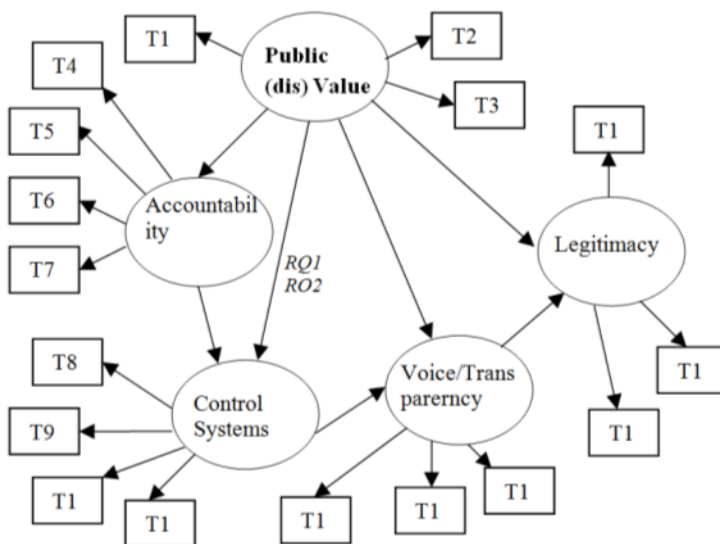 T1
Public
(dis) Value
T2
T3
T4
T5
T6
T7
Accountabil
ity
T1
Legitimacy
RQ1
RO2
T8
T9
T1
T1
Control
Systems
Voice/Trans
parerncy
T1
T1
T1
T1
T1